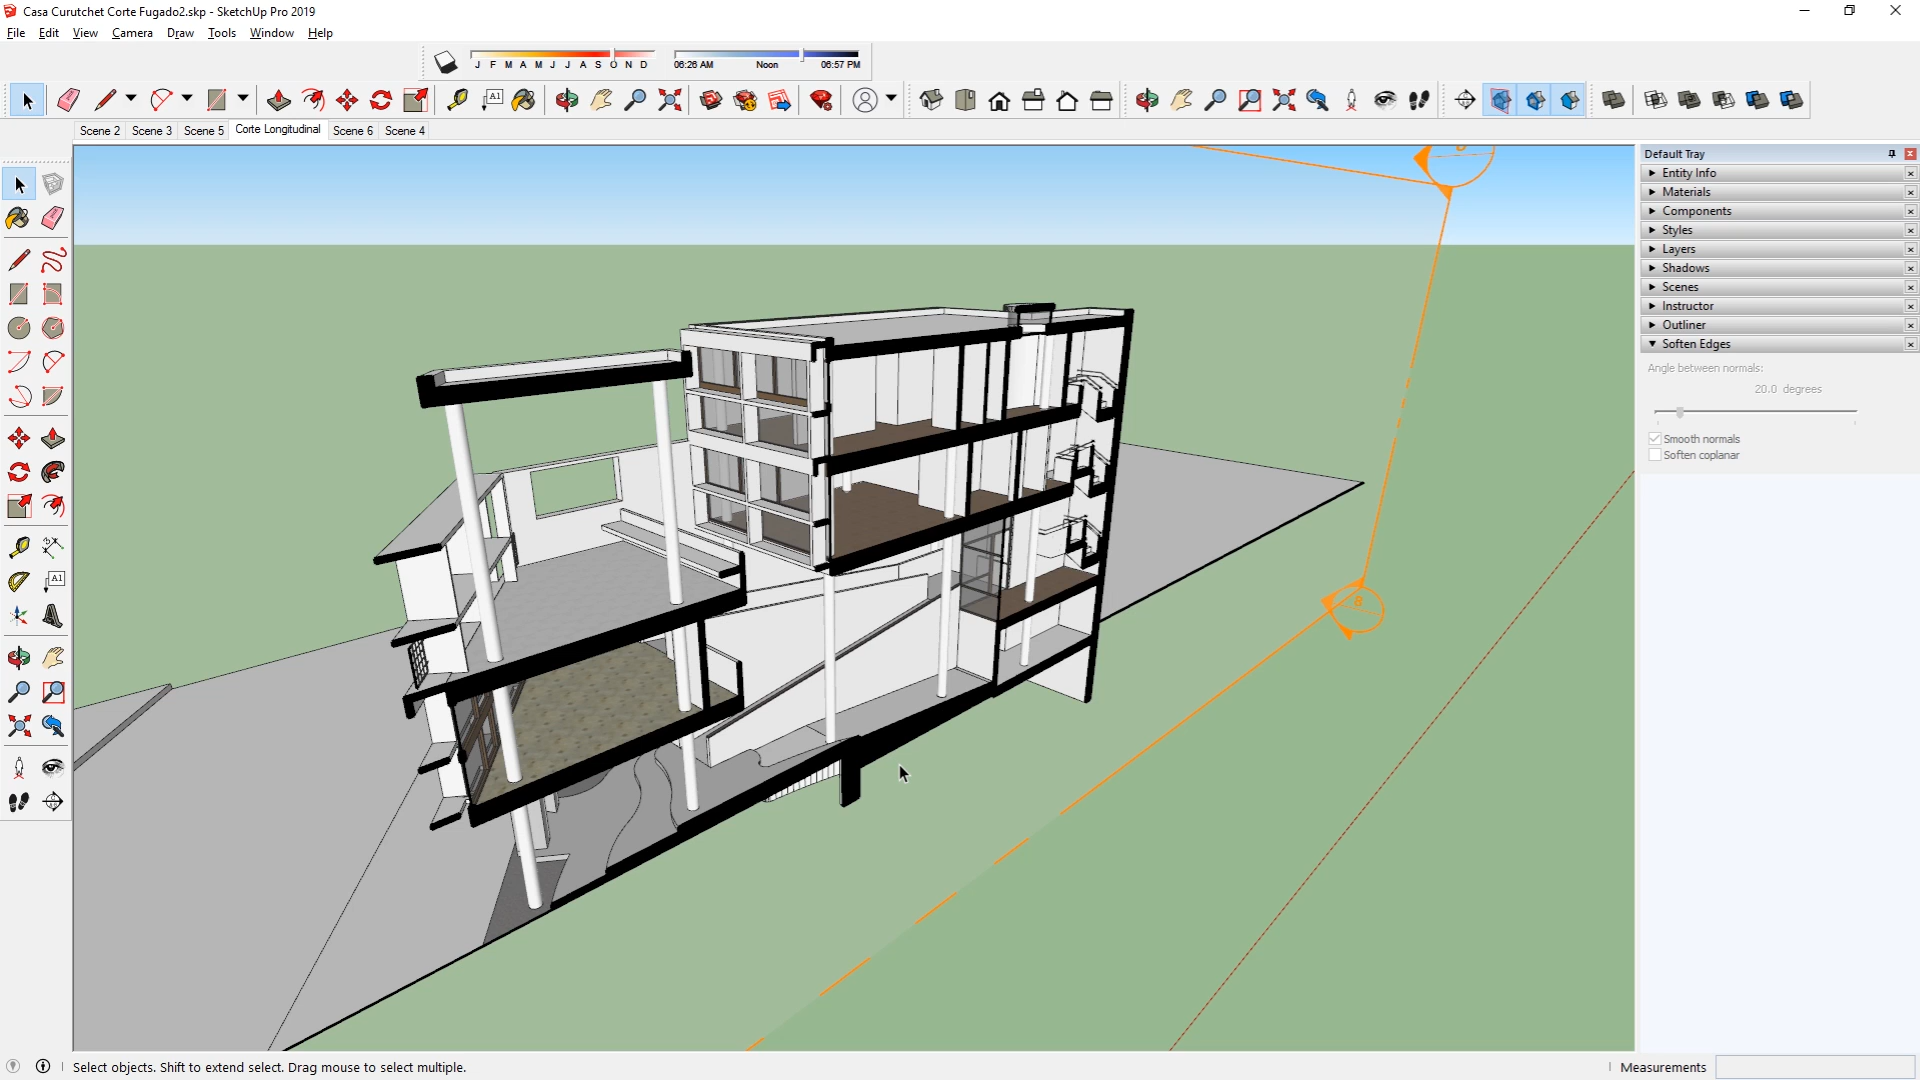 Casa Curutchet Corte Fugado2.skp - SketchUp Pro 2019
File Edit View Camera Draw Tools Window Help
J F M A M J J A S O N D
06:26 AM Noon 06:57 PM
A1
Scene 2 Scene 3 Scene 5 Corte Longitudinal Scene 6 Scene 4
Default Tray
Entity Info
Materials
Components
Styles
Layers
Shadows
Scenes
Instructor
Outliner
Soften Edges
Angle between normals:
20.0 degrees
Smooth normals
Soften coplanar
A1
B
Select objects. Shift to extend select. Drag mouse to select multiple.
Measurements